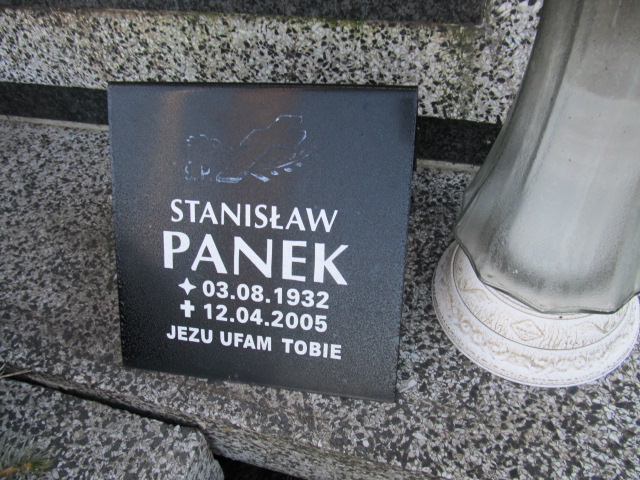 STANISŁAW
PANEK
03.08.1932
12.04.2005
JEZU UFAM TOBIE